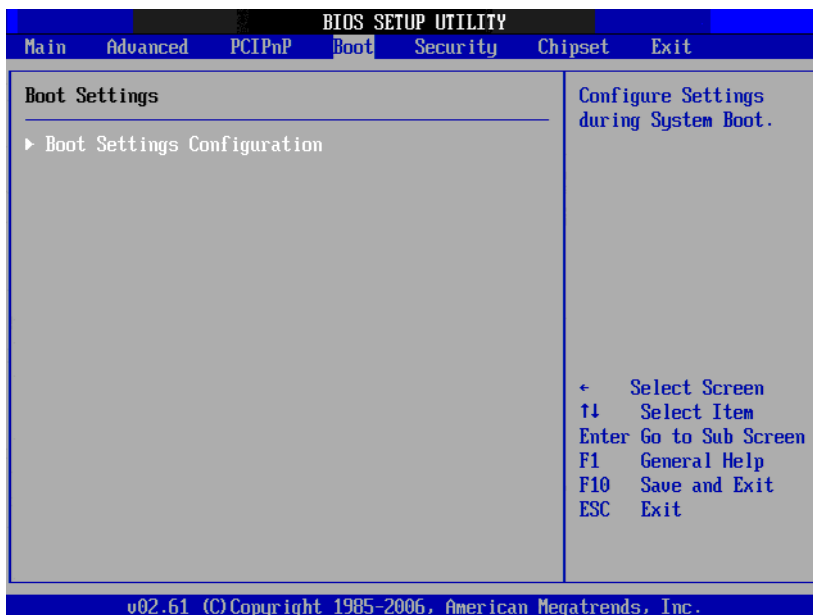 BIOS SETUP UTILITY
Main Advanced PCIPnP Boot Security Chipset Exit
Boot Settings
▶ Boot Settings Configuration
Configure Settings
during System Boot.
← Select Screen
↑↓ Select Item
Enter Go to Sub Screen
F1 General Help
F10 Save and Exit
ESC Exit
v02.61 (C)Copyright 1985-2006, American Megatrends, Inc.